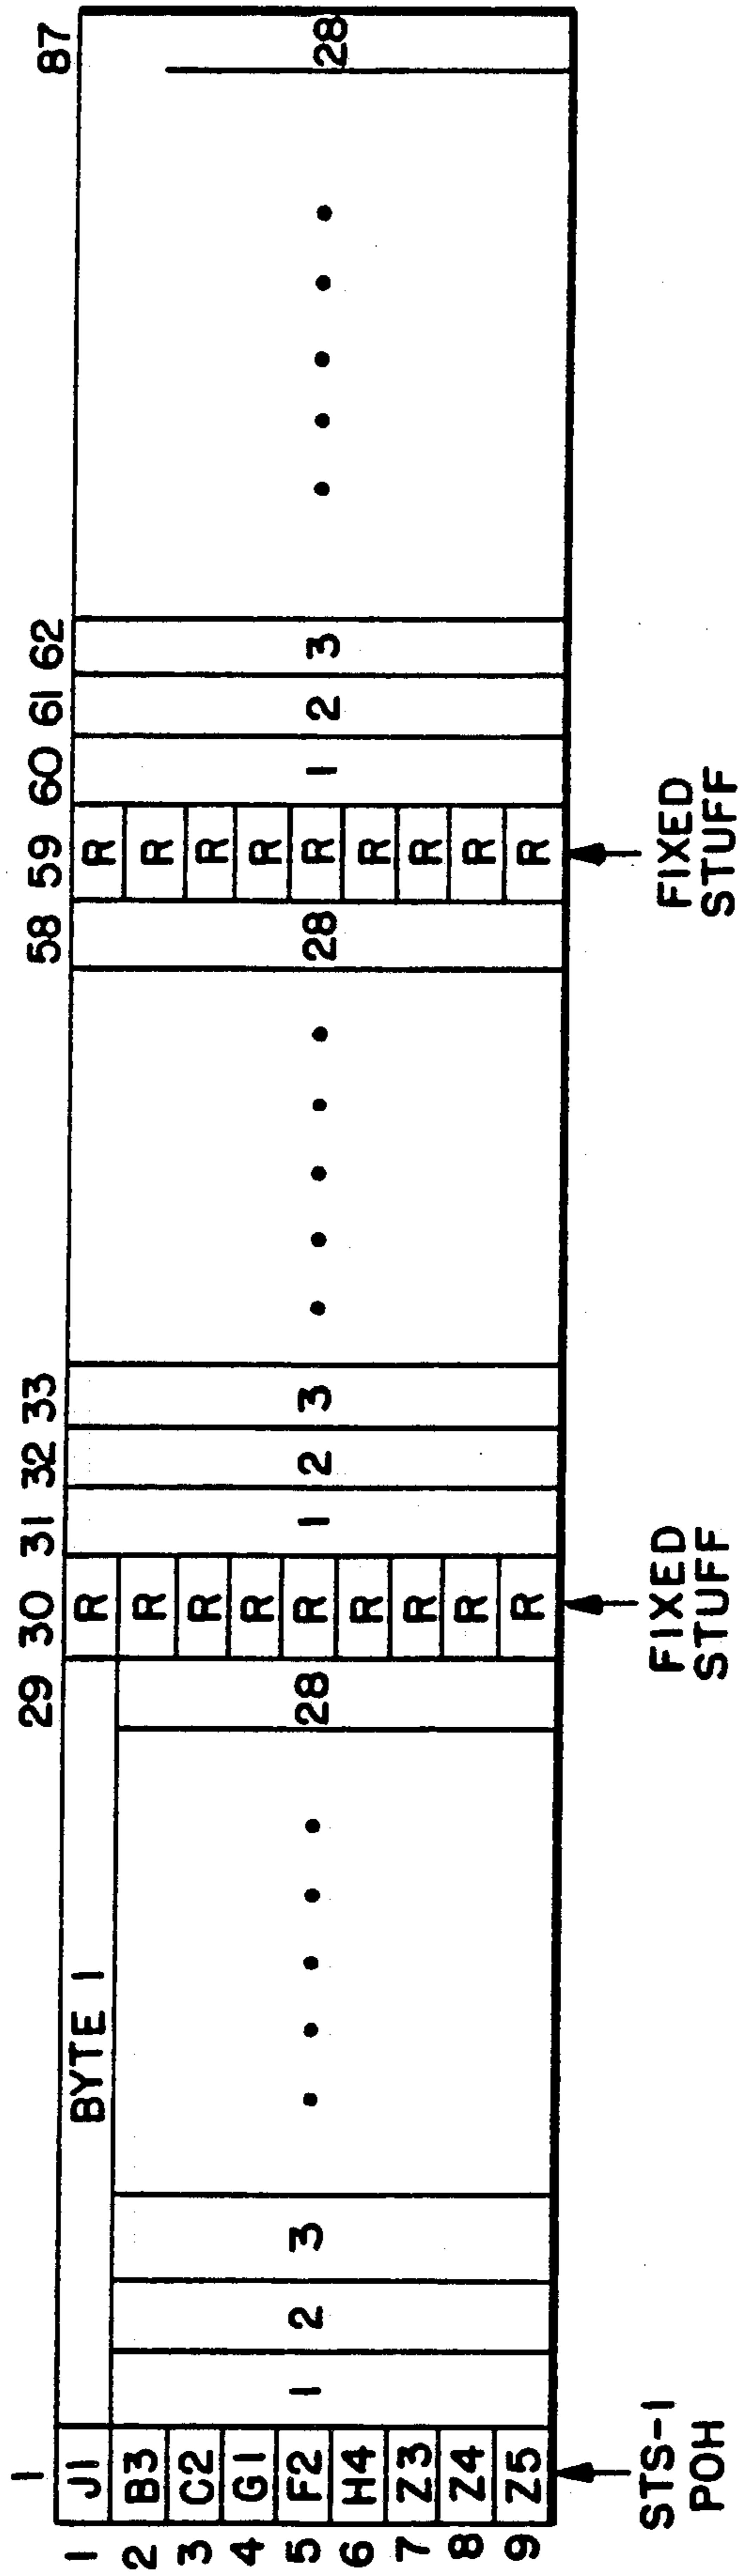 1 29 30 31 32 33 58 59 60 61 62 87
1 J1 BYTE 1 R R
2 B3 R R
3 C2 R R
4 G1 R R
5 F2 1 2 3 28 R 1 2 3 28 R 1 2 3 28
6 H4 R R
7 Z3 R R
8 Z4 R R
9 Z5 R R
STS-1 FIXED FIXED
POH STUFF STUFF